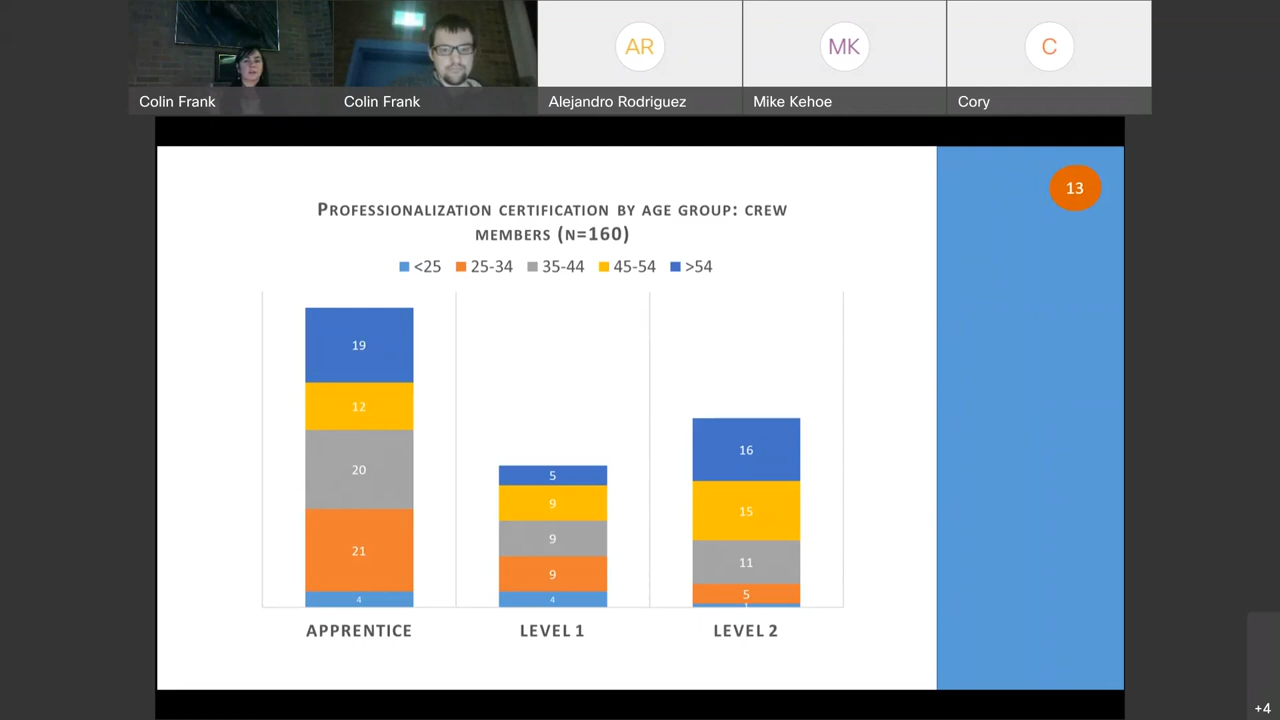 Colin Frank
Colin Frank
AR
Alejandro Rodriguez
MK
Mike Kehoe
C
Cory
13
PROFESSIONALIZATION CERTIFICATION BY AGE GROUP: CREW
MEMBERS (N=160)
<25 25-34 35-44 45-54 >54
19
12
20
21
4
5
9
9
9
4
16
15
11
5
1
APPRENTICE LEVEL 1 LEVEL 2
+4